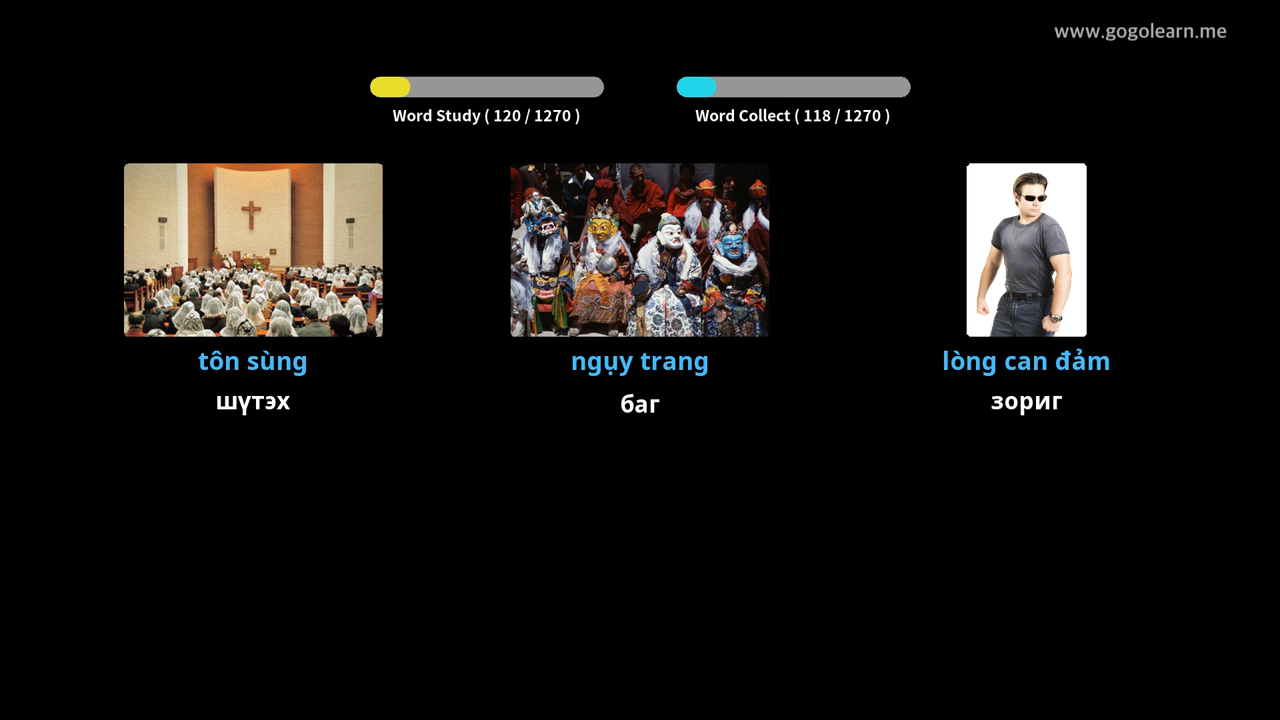 www.gogolearn.me
Word Study ( 120 / 1270 )
Word Collect ( 118 / 1270 )
tôn sùng
ngụy trang
lòng can đảm
шүтэх
баг
зориг